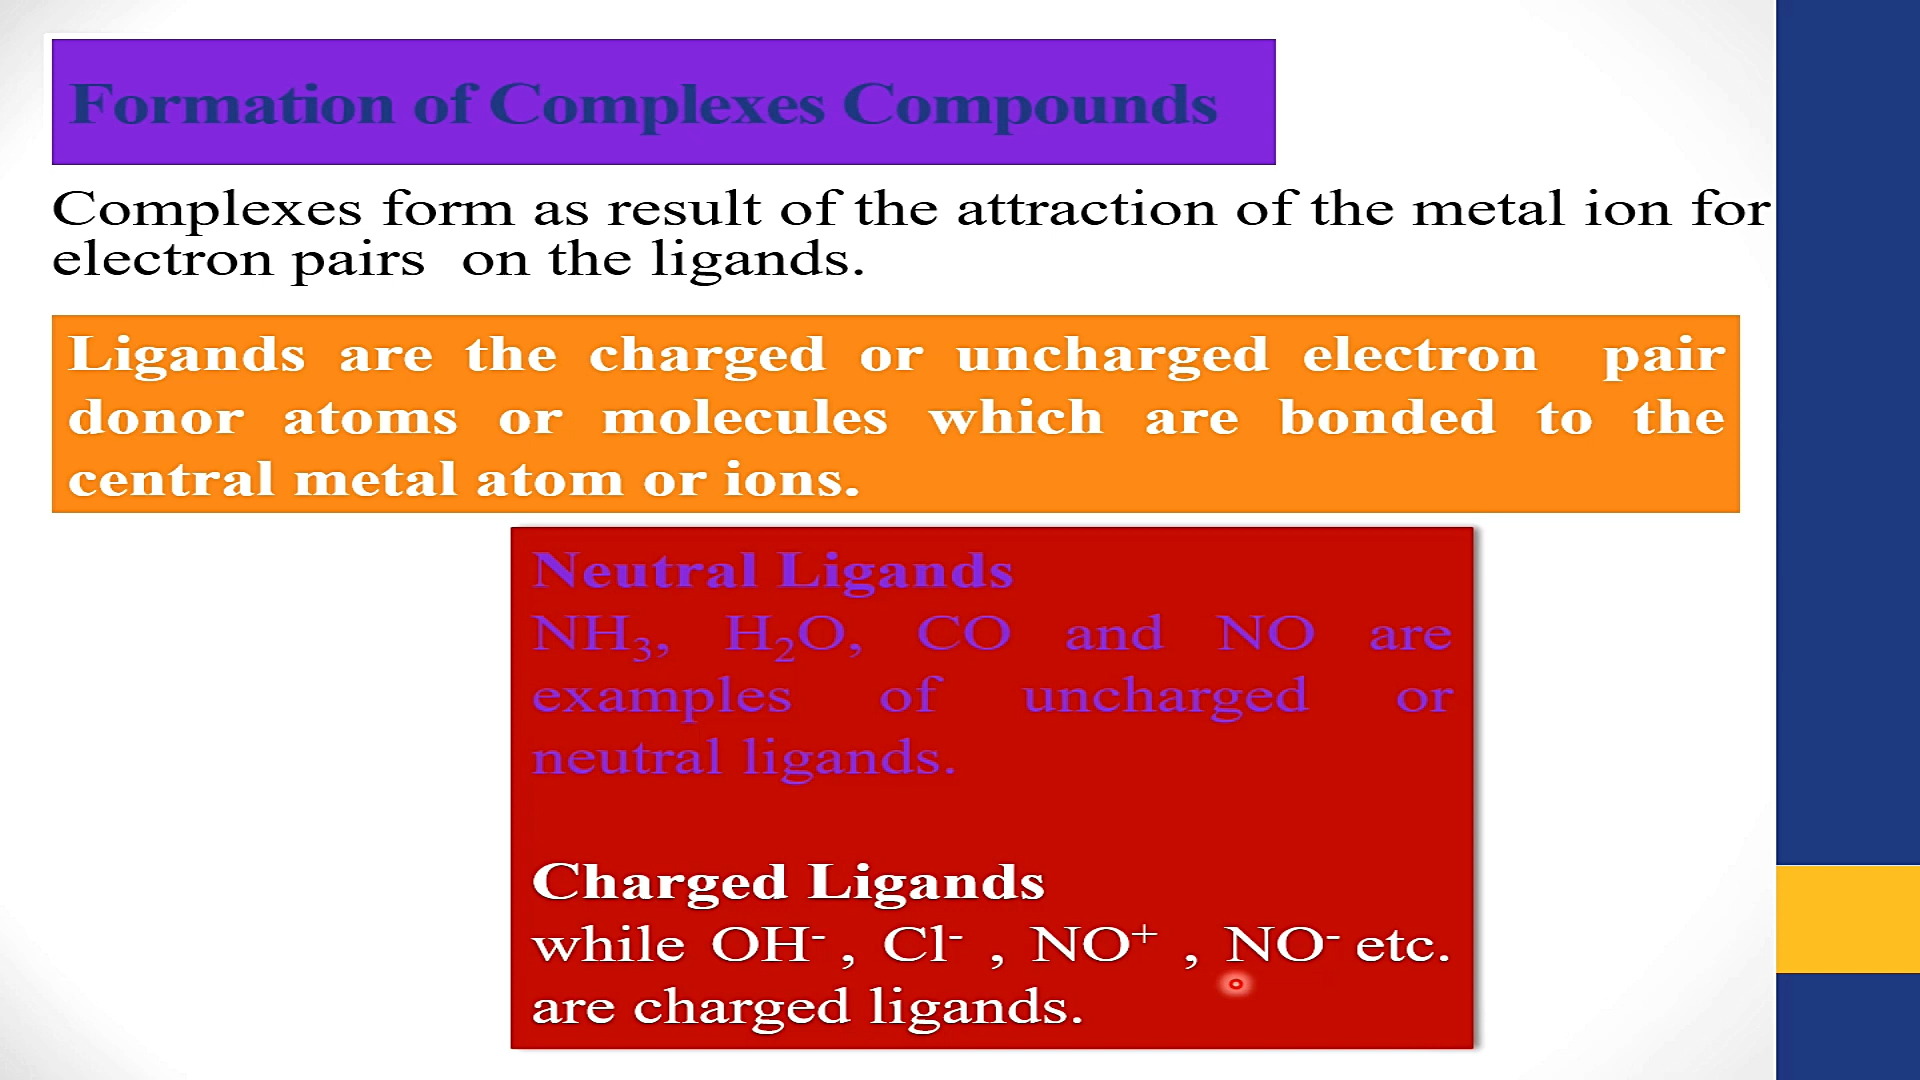 Formation of Complexes Compounds
Complexes form as result of the attraction of the metal ion for
electron pairs on the ligands.
Ligands are the charged or uncharged electron pair
donor atoms or molecules which are bonded to the
central metal atom or ions.
Neutral Ligands
NH₃, H₂O, CO and NO are
examples of uncharged or
neutral ligands.
Charged Ligands
while OH⁻ , Cl⁻ , NO⁺ , NO⁻ etc.
are charged ligands.